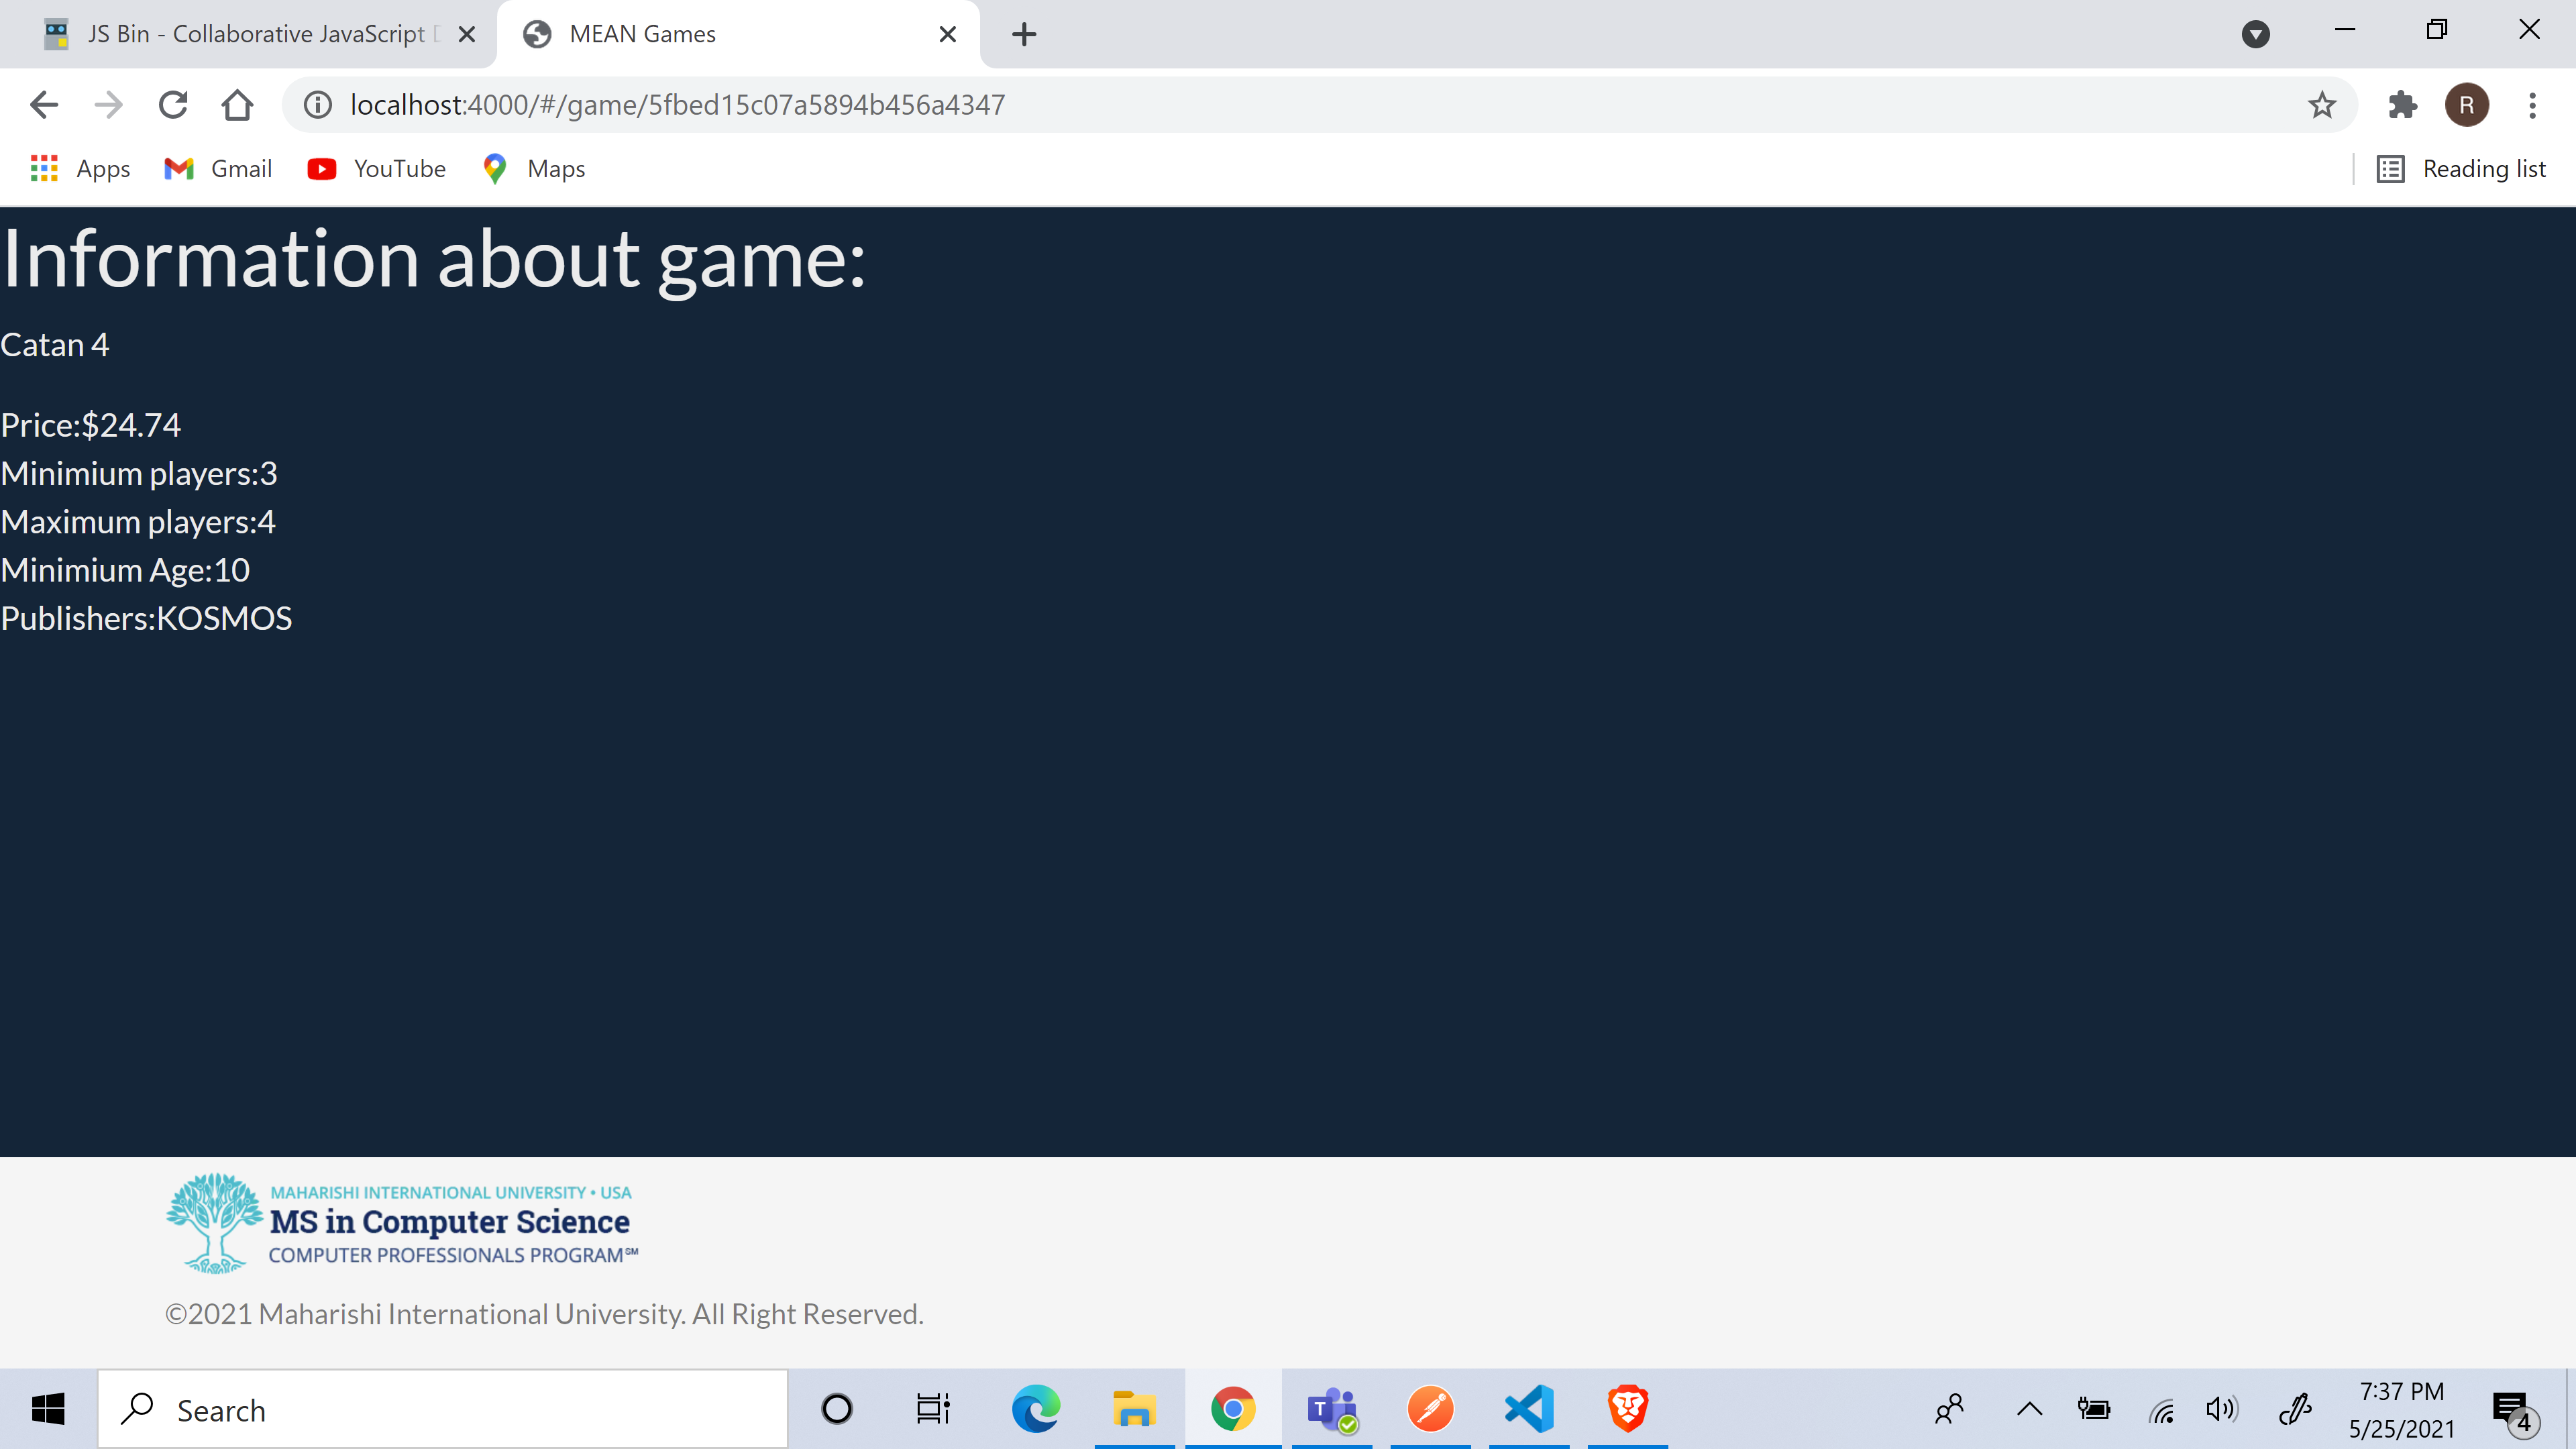 JS Bin - Collaborative JavaScript
MEAN Games
localhost:4000/#/game/5fbed15c07a5894b456a4347
R
Apps
Gmail
YouTube
Maps
Reading list
Information about game:
Catan 4
Price:$24.74
Minimium players:3
Maximum players:4
Minimium Age:10
Publishers:KOSMOS
MAHARISHI INTERNATIONAL UNIVERSITY • USA
MS in Computer Science
COMPUTER PROFESSIONALS PROGRAM℠
©2021 Maharishi International University. All Right Reserved.
Search
T
7:37 PM
5/25/2021
4